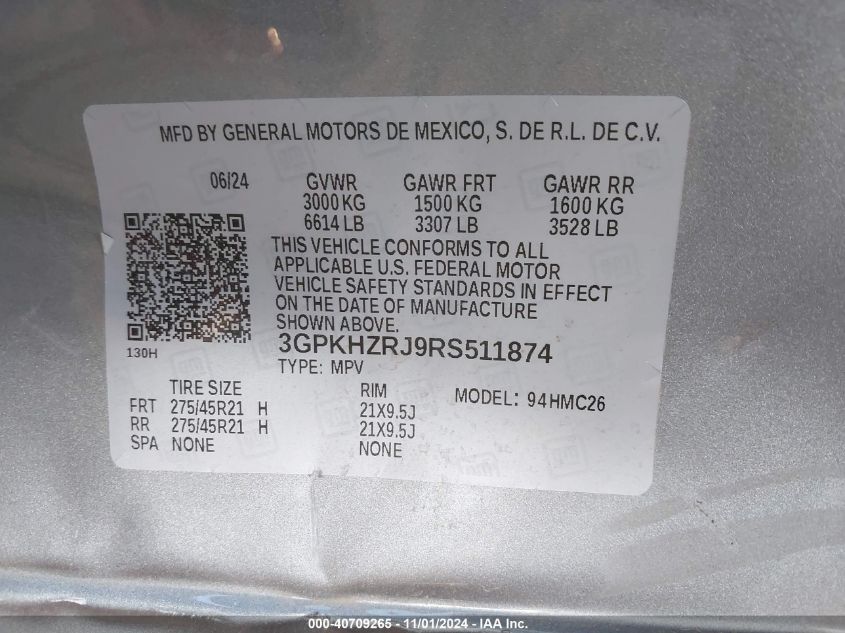 MFD BY GENERAL MOTORS DE MEXICO, S. DE R.L. DE C.V.
06/24 GVWR GAWR FRT GAWR RR
3000 KG 1500 KG 1600 KG
6614 LB 3307 LB 3528 LB
THIS VEHICLE CONFORMS TO ALL
APPLICABLE U.S. FEDERAL MOTOR
VEHICLE SAFETY STANDARDS IN EFFECT
ON THE DATE OF MANUFACTURE
SHOWN ABOVE.
130H
3GPKHZRJ9RS511874
TYPE: MPV
TIRE SIZE RIM MODEL: 94HMC26
FRT 275/45R21 H 21X9.5J
RR 275/45R21 H 21X9.5J
SPA NONE NONE
000-40709265 - 11/01/2024 - IAA Inc.